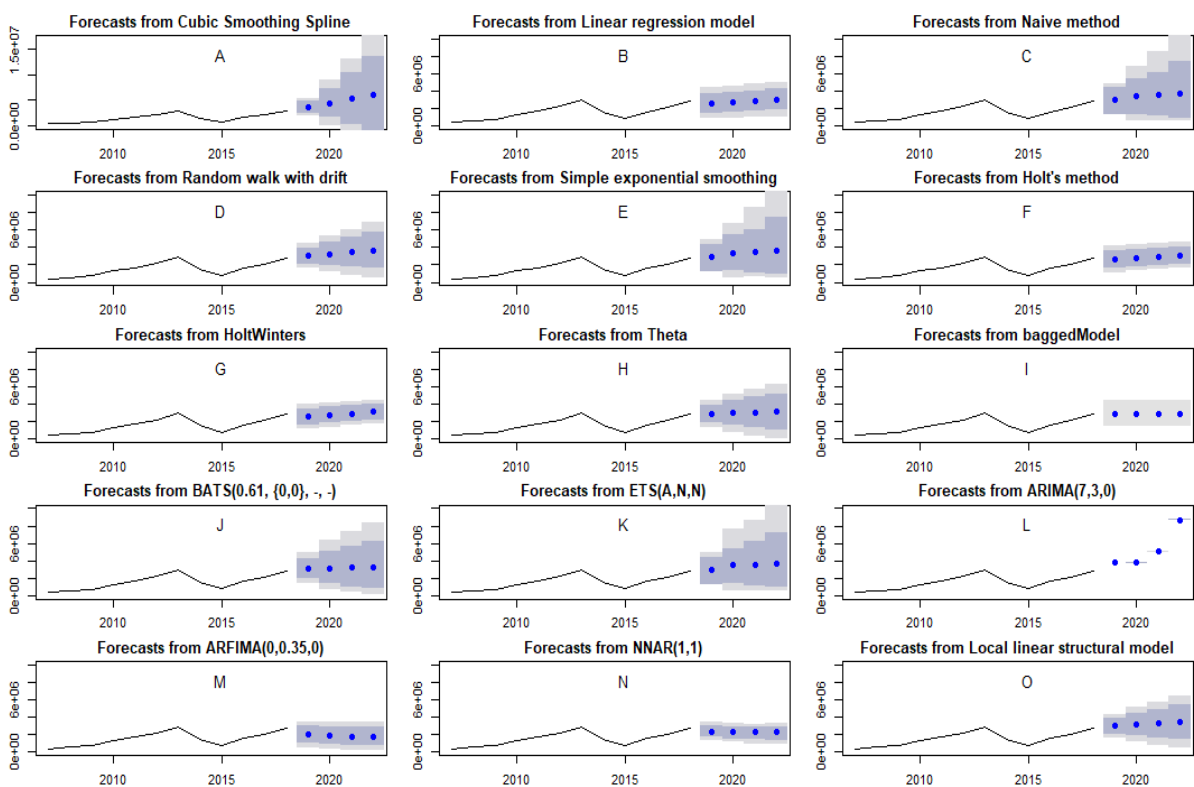 Forecasts from Cubic Smoothing Spline
Forecasts from Linear regression model
Forecasts from Naive method
A
B
C
0.0e+00
1.5e+07
0e+00
6e+06
0e+00
6e+06
2010
2015
2020
2010
2015
2020
2010
2015
2020
Forecasts from Random walk with drift
Forecasts from Simple exponential smoothing
Forecasts from Holt's method
D
E
F
0e+00
6e+06
0e+00
6e+06
0e+00
6e+06
2010
2015
2020
2010
2015
2020
2010
2015
2020
Forecasts from HoltWinters
Forecasts from Theta
Forecasts from baggedModel
G
H
I
0e+00
6e+06
0e+00
6e+06
0e+00
6e+06
2010
2015
2020
2010
2015
2020
2010
2015
2020
Forecasts from BATS(0.61, {0,0}, -, -)
Forecasts from ETS(A,N,N)
Forecasts from ARIMA(7,3,0)
J
K
L
0e+00
6e+06
0e+00
6e+06
0e+00
6e+06
2010
2015
2020
2010
2015
2020
2010
2015
2020
Forecasts from ARFIMA(0,0.35,0)
Forecasts from NNAR(1,1)
Forecasts from Local linear structural model
M
N
O
0e+00
6e+06
0e+00
6e+06
0e+00
6e+06
2010
2015
2020
2010
2015
2020
2010
2015
2020